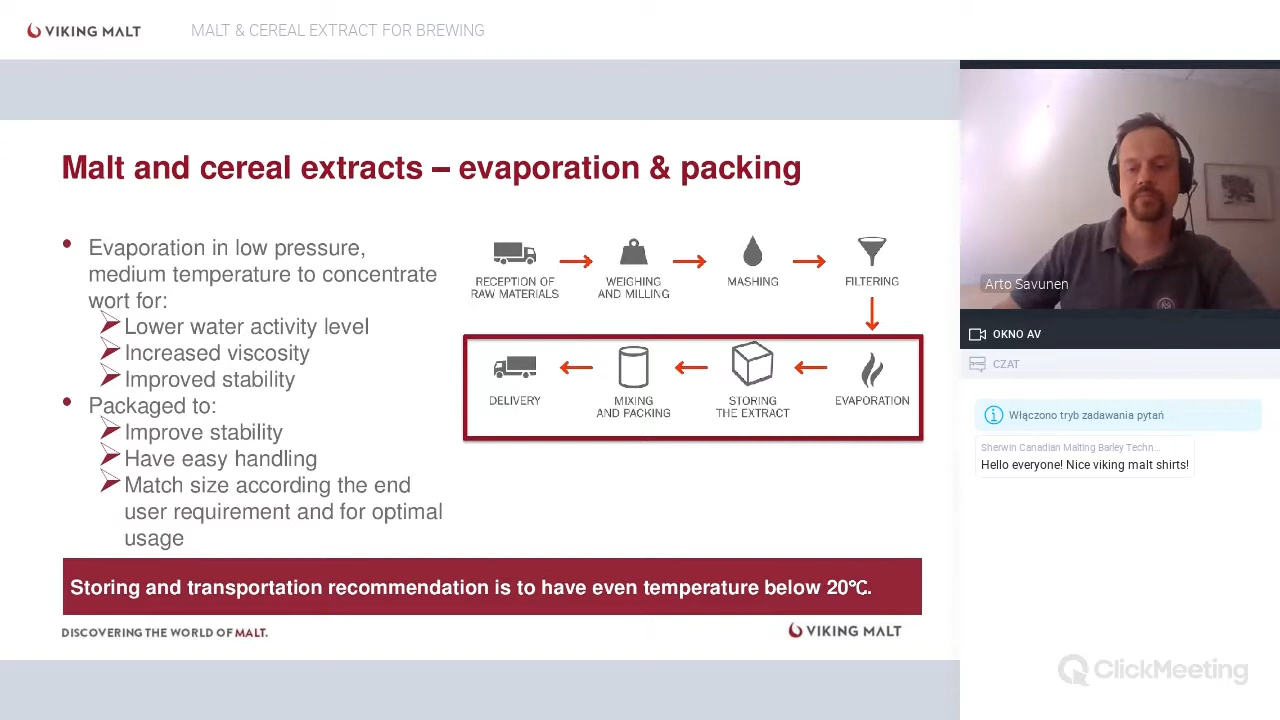 VIKING MALT
MALT & CEREAL EXTRACT FOR BREWING
Malt and cereal extracts – evaporation & packing
Evaporation in low pressure,
medium temperature to concentrate
wort for:
Lower water activity level
Increased viscosity
Improved stability
Packaged to:
Improve stability
Have easy handling
Match size according the end
user requirement and for optimal
usage
RECEPTION OF
RAW MATERIALS
WEIGHING
AND MILLING
MASHING
FILTERING
DELIVERY
MIXING
AND PACKING
STORING
THE EXTRACT
EVAPORATION
Storing and transportation recommendation is to have even temperature below 20℃.
DISCOVERING THE WORLD OF MALT.
VIKING MALT
Arto Savunen
OKNO AV
CZAT
Włączono tryb zadawania pytań
Sherwin Canadian Malting Barley Techn...
Hello everyone! Nice viking malt shirts!
ClickMeeting